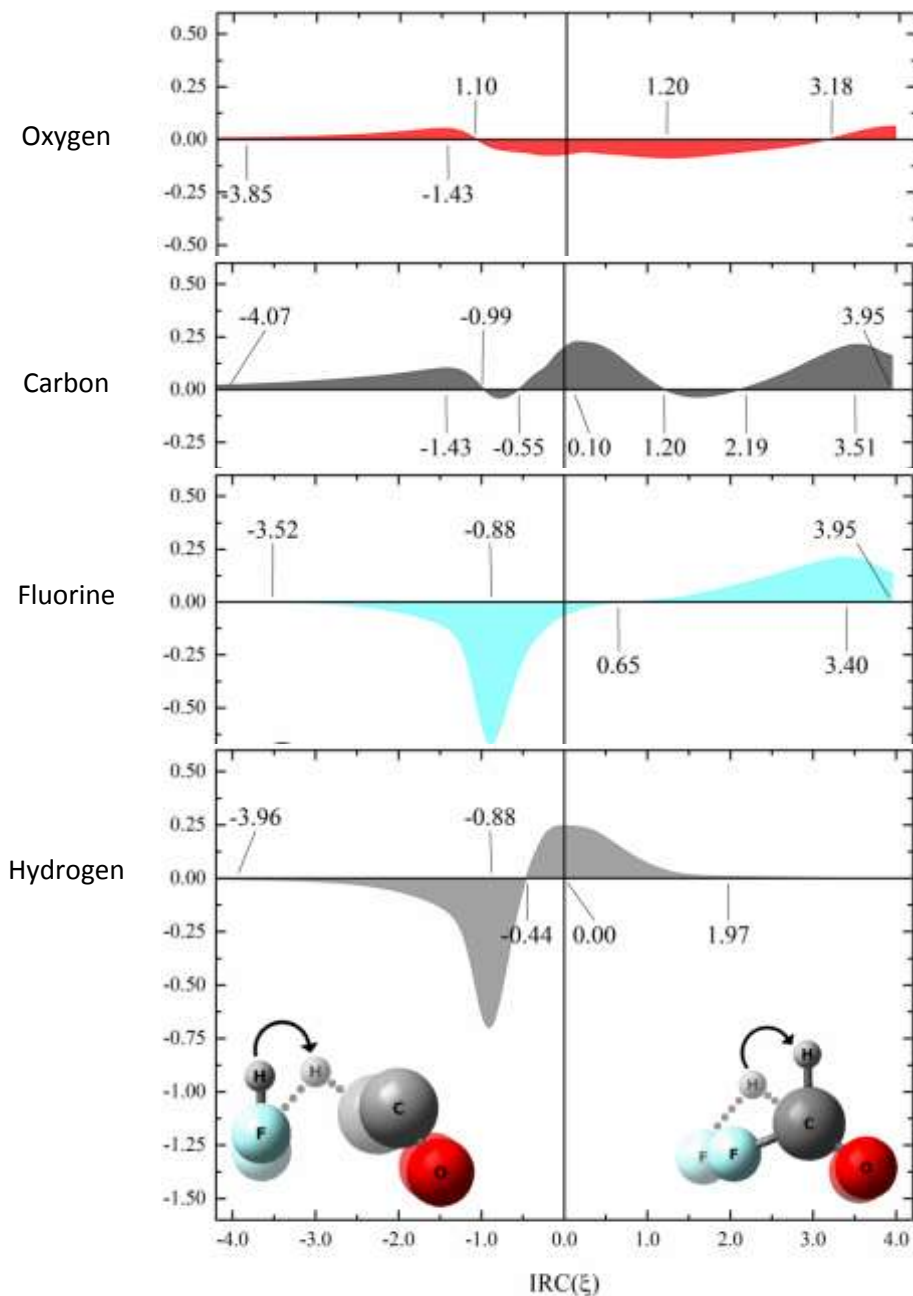 0.50
0.25
1.10 1.20 3.18
Oxygen 0.00
-0.25
-3.85 -1.43
-0.50
0.50
0.25 -4.07 -0.99 3.95
Carbon 0.00
-0.25 -1.43 -0.55 0.10 1.20 2.19 3.51
0.50
-3.52 -0.88 3.95
0.25
Fluorine 0.00
-0.25 0.65 3.40
-0.50
0.50
0.25 -3.96 -0.88
Hydrogen 0.00
-0.25 -0.44 0.00 1.97
-0.50
-0.75
H H H H
-1.00
C F C
-1.25 F F
O O
-1.50
-4.0 -3.0 -2.0 -1.0 0.0 1.0 2.0 3.0 4.0
IRC(ξ)